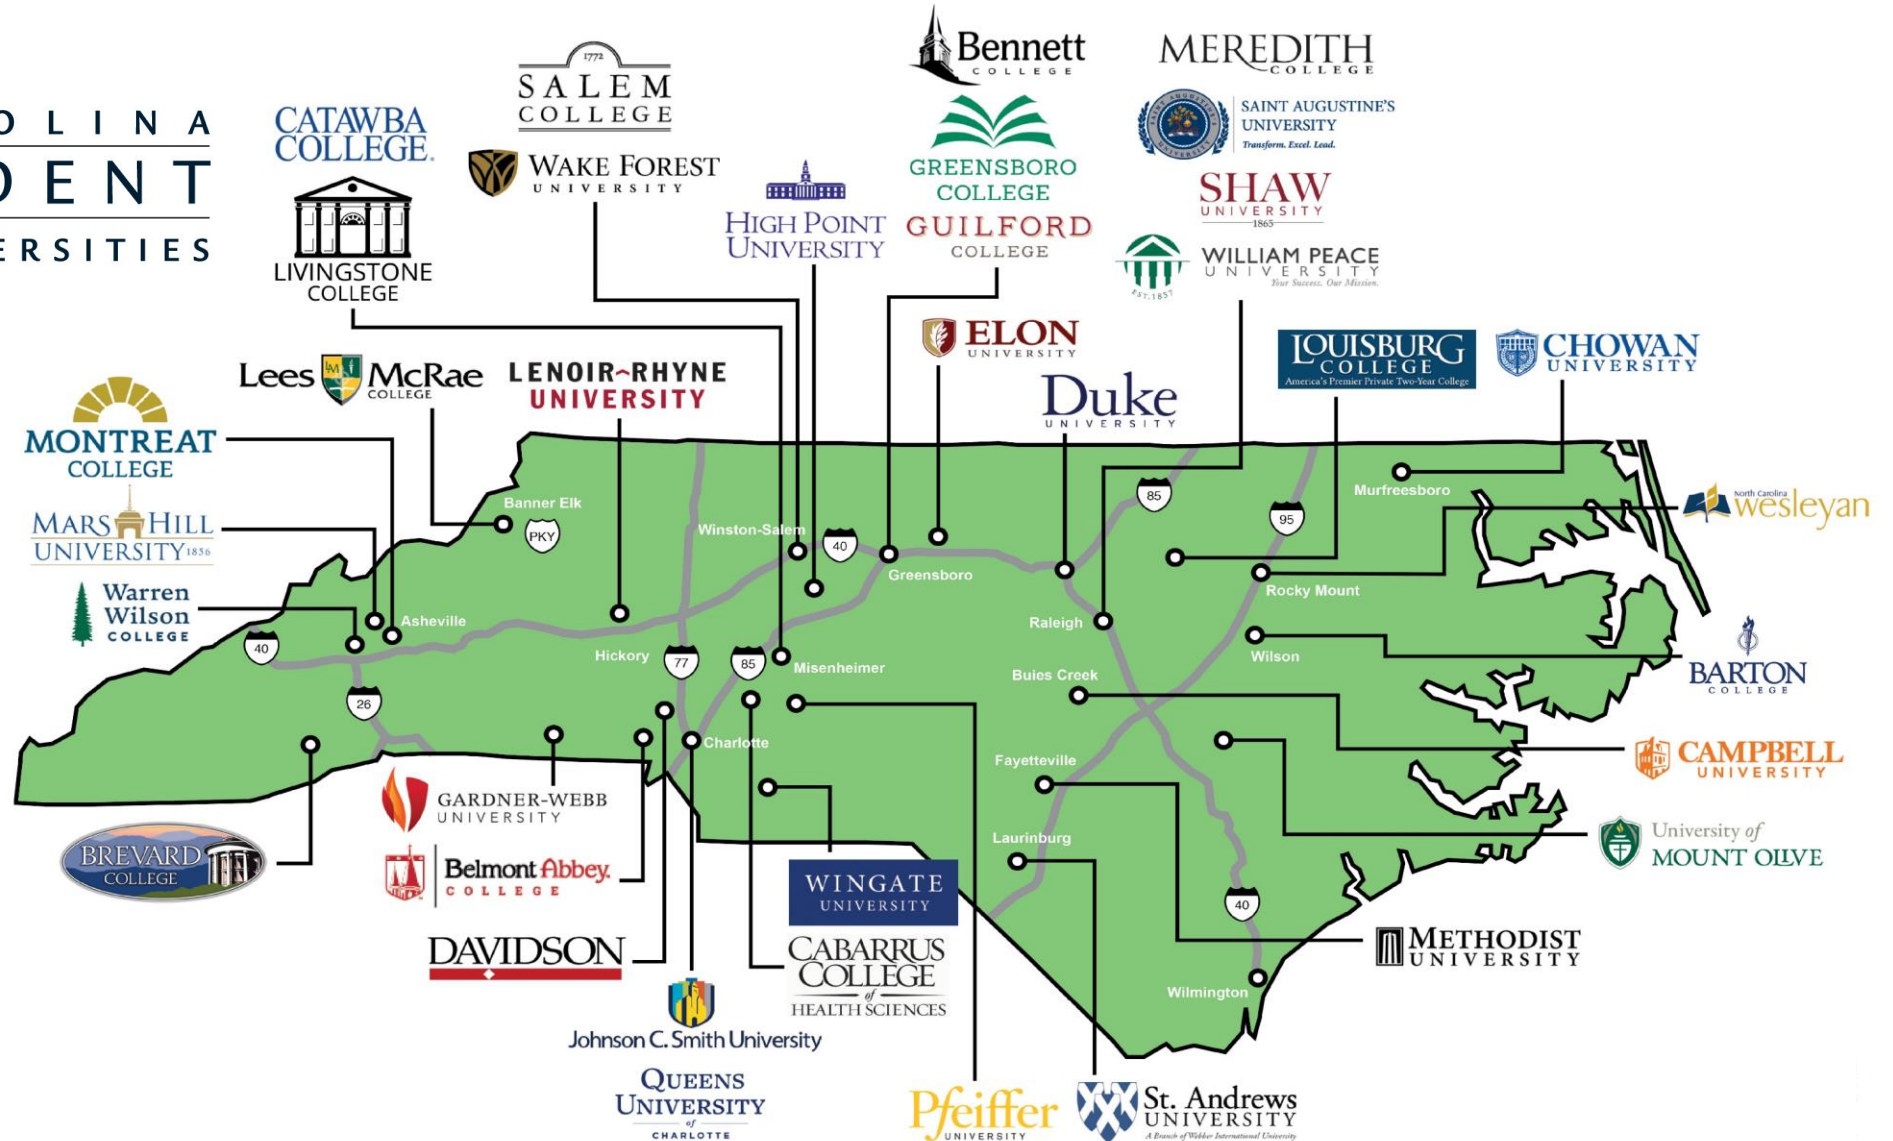 OLINA
DENT
ERSITIES
CATAWBA
COLLEGE
LIVINGSTONE
COLLEGE
1772
SALEM
COLLEGE
WAKE FOREST
UNIVERSITY
HIGH POINT
UNIVERSITY
Bennett
COLLEGE
GREENSBORO
COLLEGE
GUILFORD
COLLEGE
MEREDITH
COLLEGE
SAINT AUGUSTINE'S
UNIVERSITY
Transform. Excel. Lead.
SHAW
UNIVERSITY
1865
WILLIAM PEACE
UNIVERSITY
Your Success. Our Mission.
EST. 1857
ELON
UNIVERSITY
Duke
UNIVERSITY
LOUISBURG
COLLEGE
America's Premier Private Two-Year College
CHOWAN
UNIVERSITY
Lees LM McRae
COLLEGE
LENOIR~RHYNE
UNIVERSITY
MONTREAT
COLLEGE
MARS HILL
UNIVERSITY 1856
Warren
Wilson
COLLEGE
North Carolina
wesleyan
BARTON
COLLEGE
CAMPBELL
UNIVERSITY
University of
MOUNT OLIVE
METHODIST
UNIVERSITY
Banner Elk
PKY
Winston-Salem
40
Greensboro
85
95
Murfreesboro
Rocky Mount
Asheville
40
Hickory
77
85
Misenheimer
Raleigh
Wilson
Buies Creek
26
Charlotte
Fayetteville
Laurinburg
40
Wilmington
BREVARD
COLLEGE
GARDNER-WEBB
UNIVERSITY
Belmont Abbey
COLLEGE
DAVIDSON
Johnson C. Smith University
QUEENS
UNIVERSITY
of
CHARLOTTE
WINGATE
UNIVERSITY
CABARRUS
COLLEGE
of
HEALTH SCIENCES
Pfeiffer
UNIVERSITY
St. Andrews
UNIVERSITY
A Branch of Webber International University